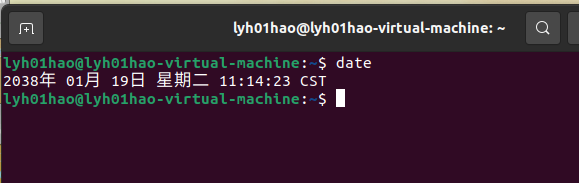 lyh01hao@lyh01hao-virtual-machine: ~
lyh01hao@lyh01hao-virtual-machine:~$ date
2038年 01月 19日 星期二 11:14:23 CST
lyh01hao@lyh01hao-virtual-machine:~$